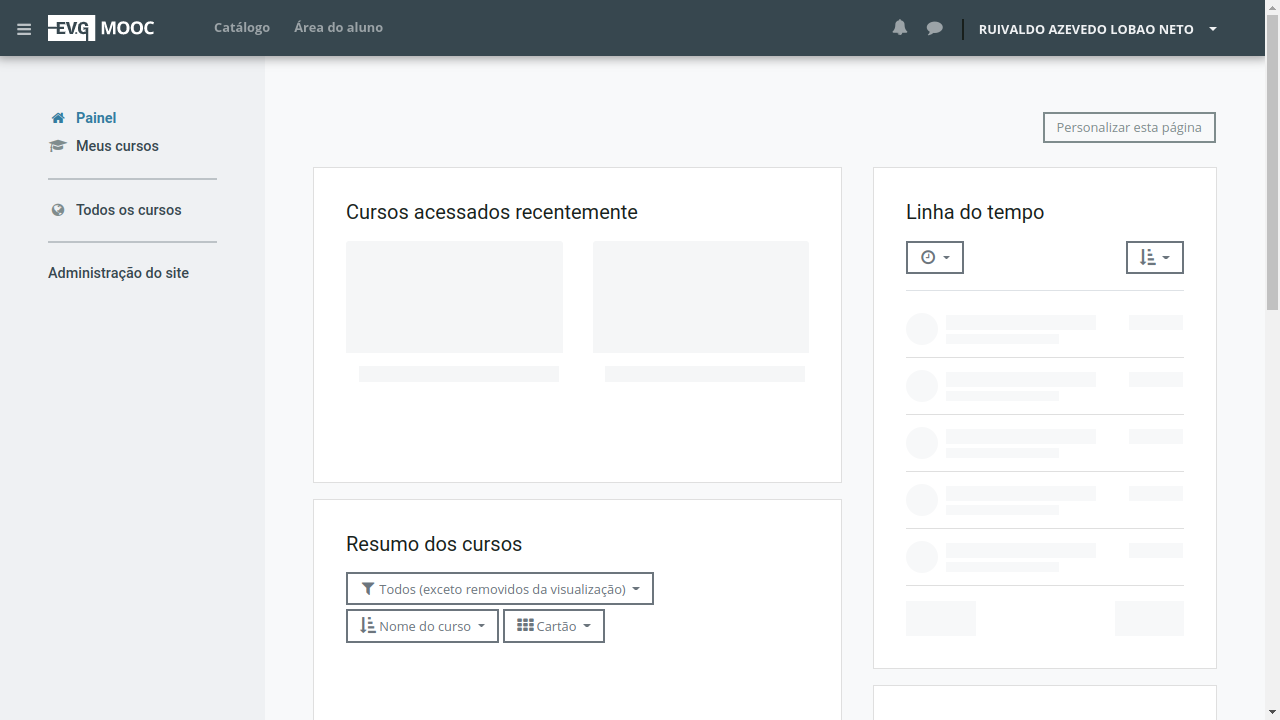 EV.G MOOC
Catálogo
Área do aluno
RUIVALDO AZEVEDO LOBAO NETO
Painel
Meus cursos
Todos os cursos
Administração do site
Personalizar esta página
Cursos acessados recentemente
Linha do tempo
Resumo dos cursos
Todos (exceto removidos da visualização)
Nome do curso
Cartão